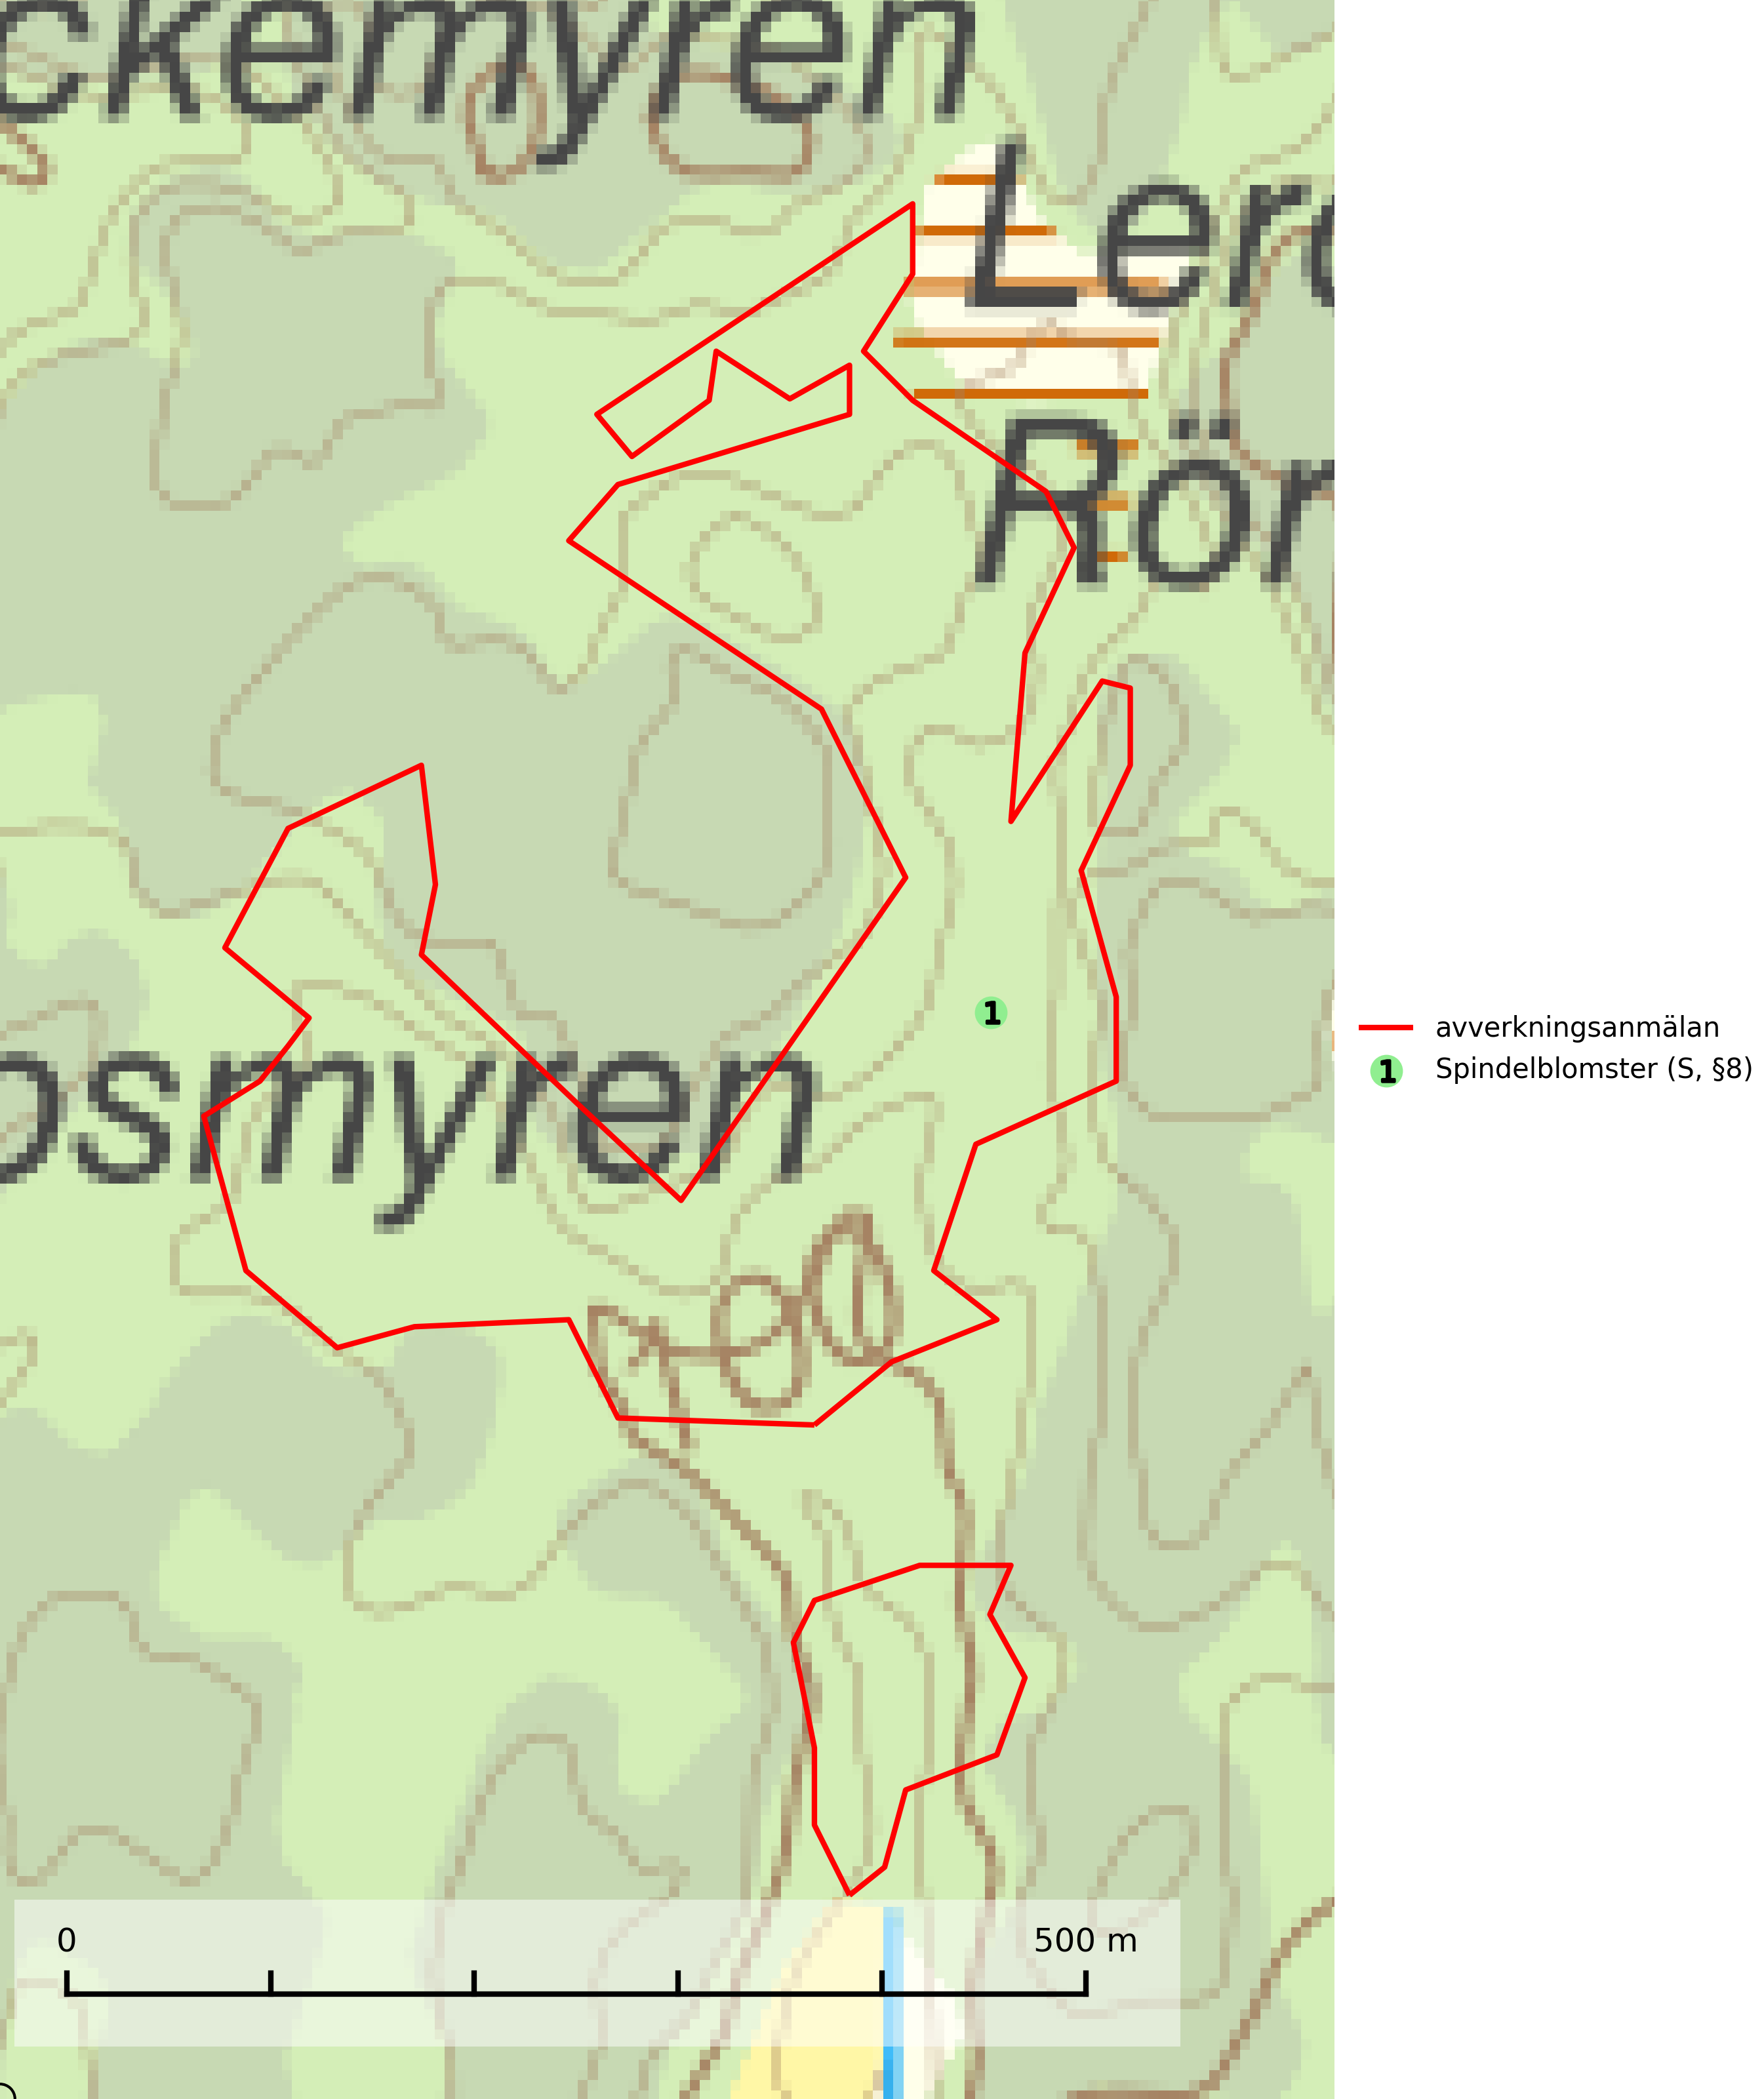 ckemyren
Ler
Rör
1
avverkningsanmälan
1 Spindelblomster (S, §8)
osmyren
0 500 m